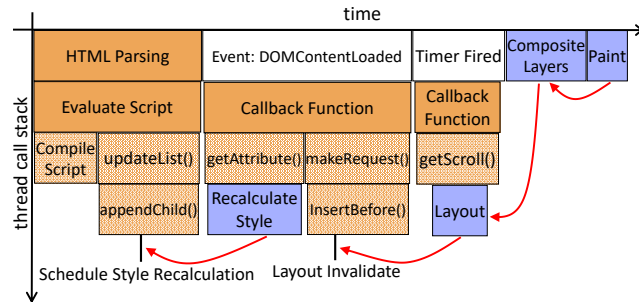 time
thread call stack
HTML Parsing
Event: DOMContentLoaded
Timer Fired
Composite
Layers
Paint
Evaluate Script
Callback Function
Callback
Function
Compile
Script
updateList()
getAttribute()
makeRequest()
getScroll()
appendChild()
Recalculate
Style
InsertBefore()
Layout
Schedule Style Recalculation
Layout Invalidate